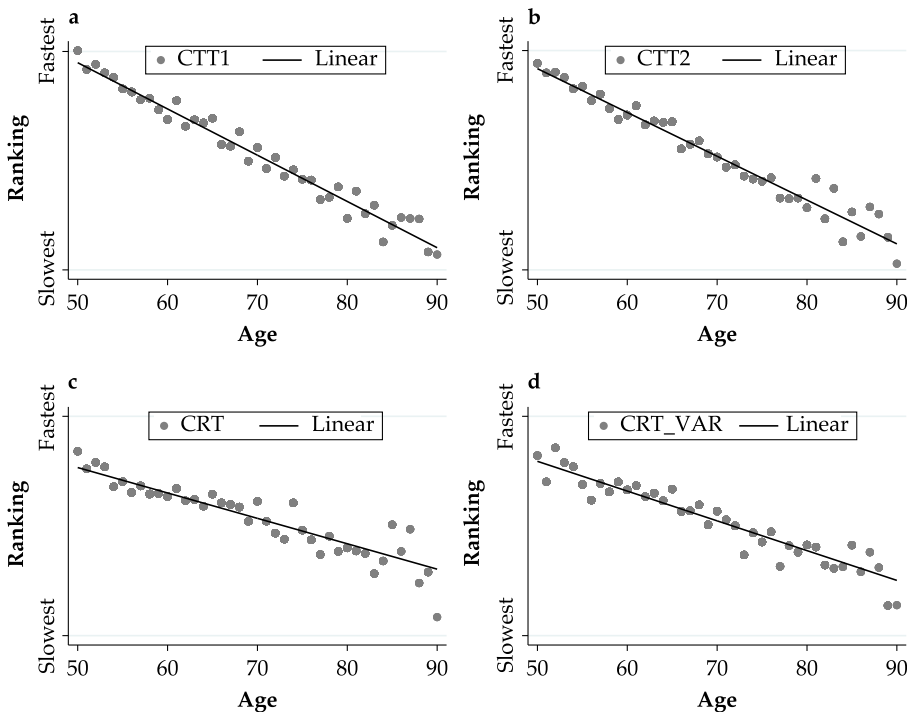 a
Fastest
Slowest
Ranking
CTT1 Linear
50 60 70 80 90
Age
b
Fastest
Slowest
Ranking
CTT2 Linear
50 60 70 80 90
Age
c
Fastest
Slowest
Ranking
CRT Linear
50 60 70 80 90
Age
d
Fastest
Slowest
Ranking
CRT_VAR Linear
50 60 70 80 90
Age